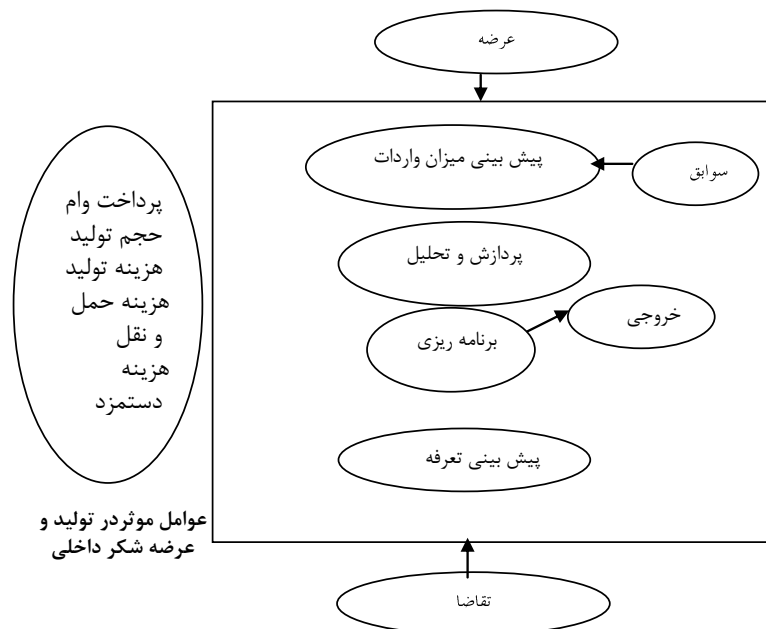 عرضه
پیش بینی میزان واردات
سوابق
پردازش و تحلیل
خروجی
برنامه ریزی
پیش بینی تعرفه
تقاضا
پرداخت وام
حجم تولید
هزینه تولید
هزینه حمل
و نقل
هزینه
دستمزد
عوامل موثردر تولید و
عرضه شکر داخلی